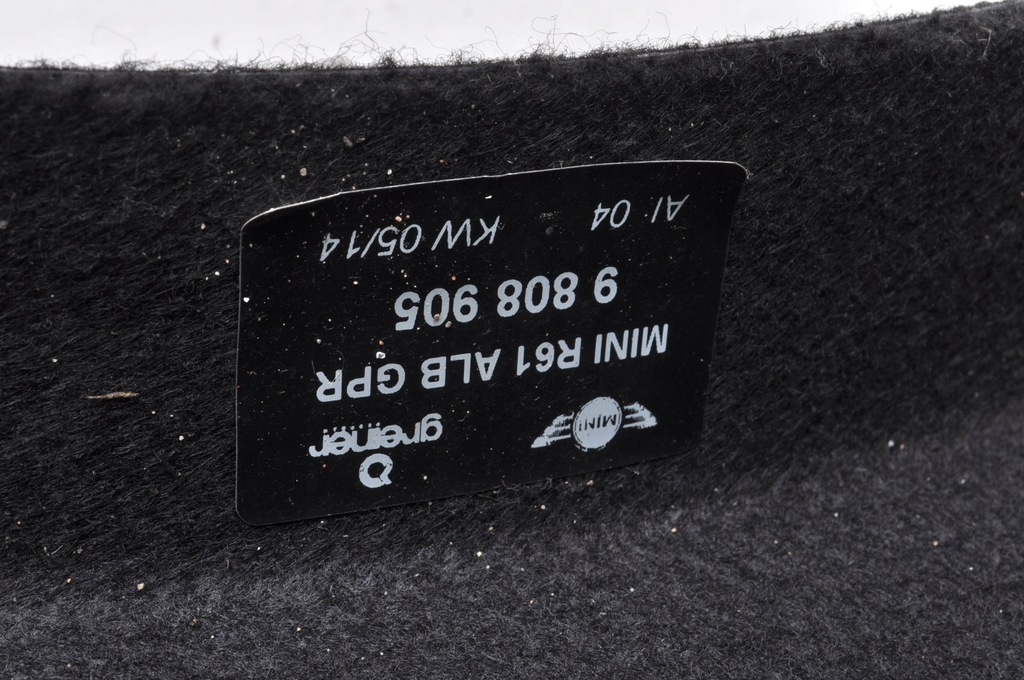 MINI
greiner
MINI R61 ALB GPR
9 808 905
AI 04 KW 05/14